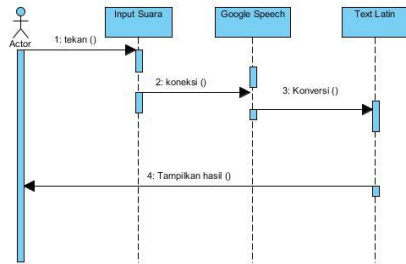 Input Suara
Google Speech
Text Latin
Actor
1: tekan ()
2: koneksi ()
3: Konversi ()
4: Tampilkan hasil ()